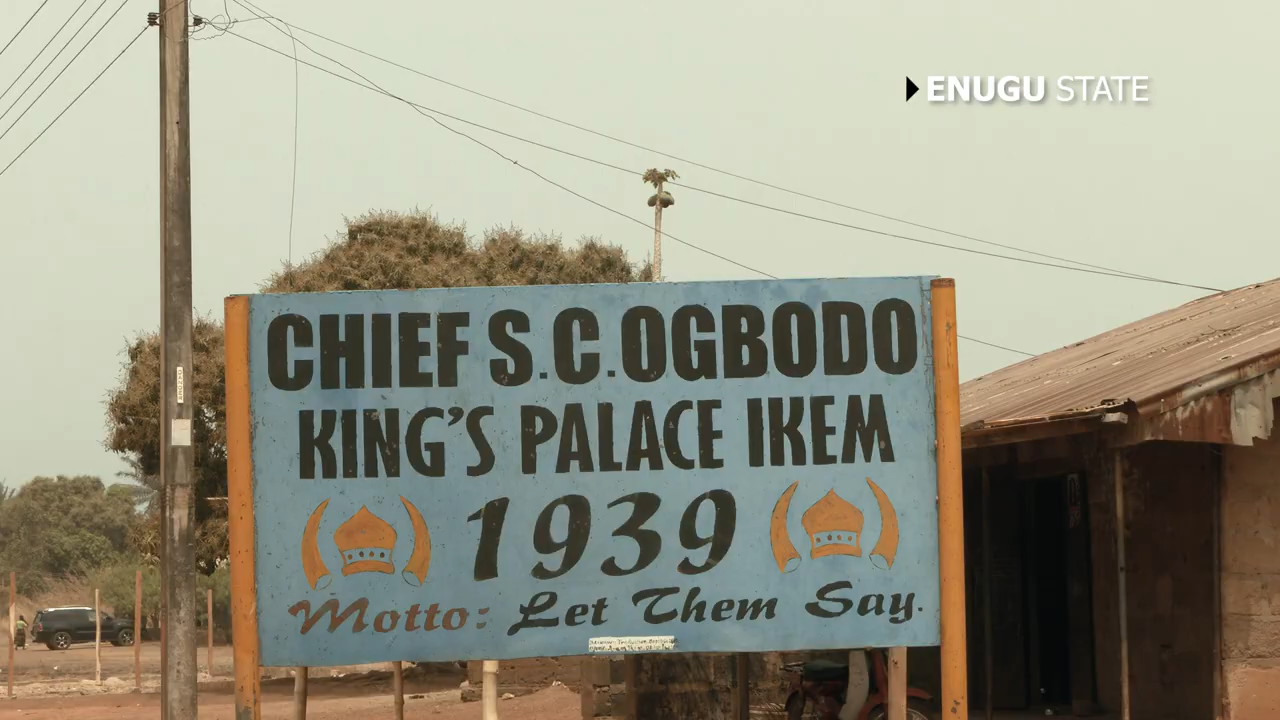 ENUGU STATE
CHIEF S.C.OGBODO
KING'S PALACE IKEM
1939
Motto: Let Them Say.